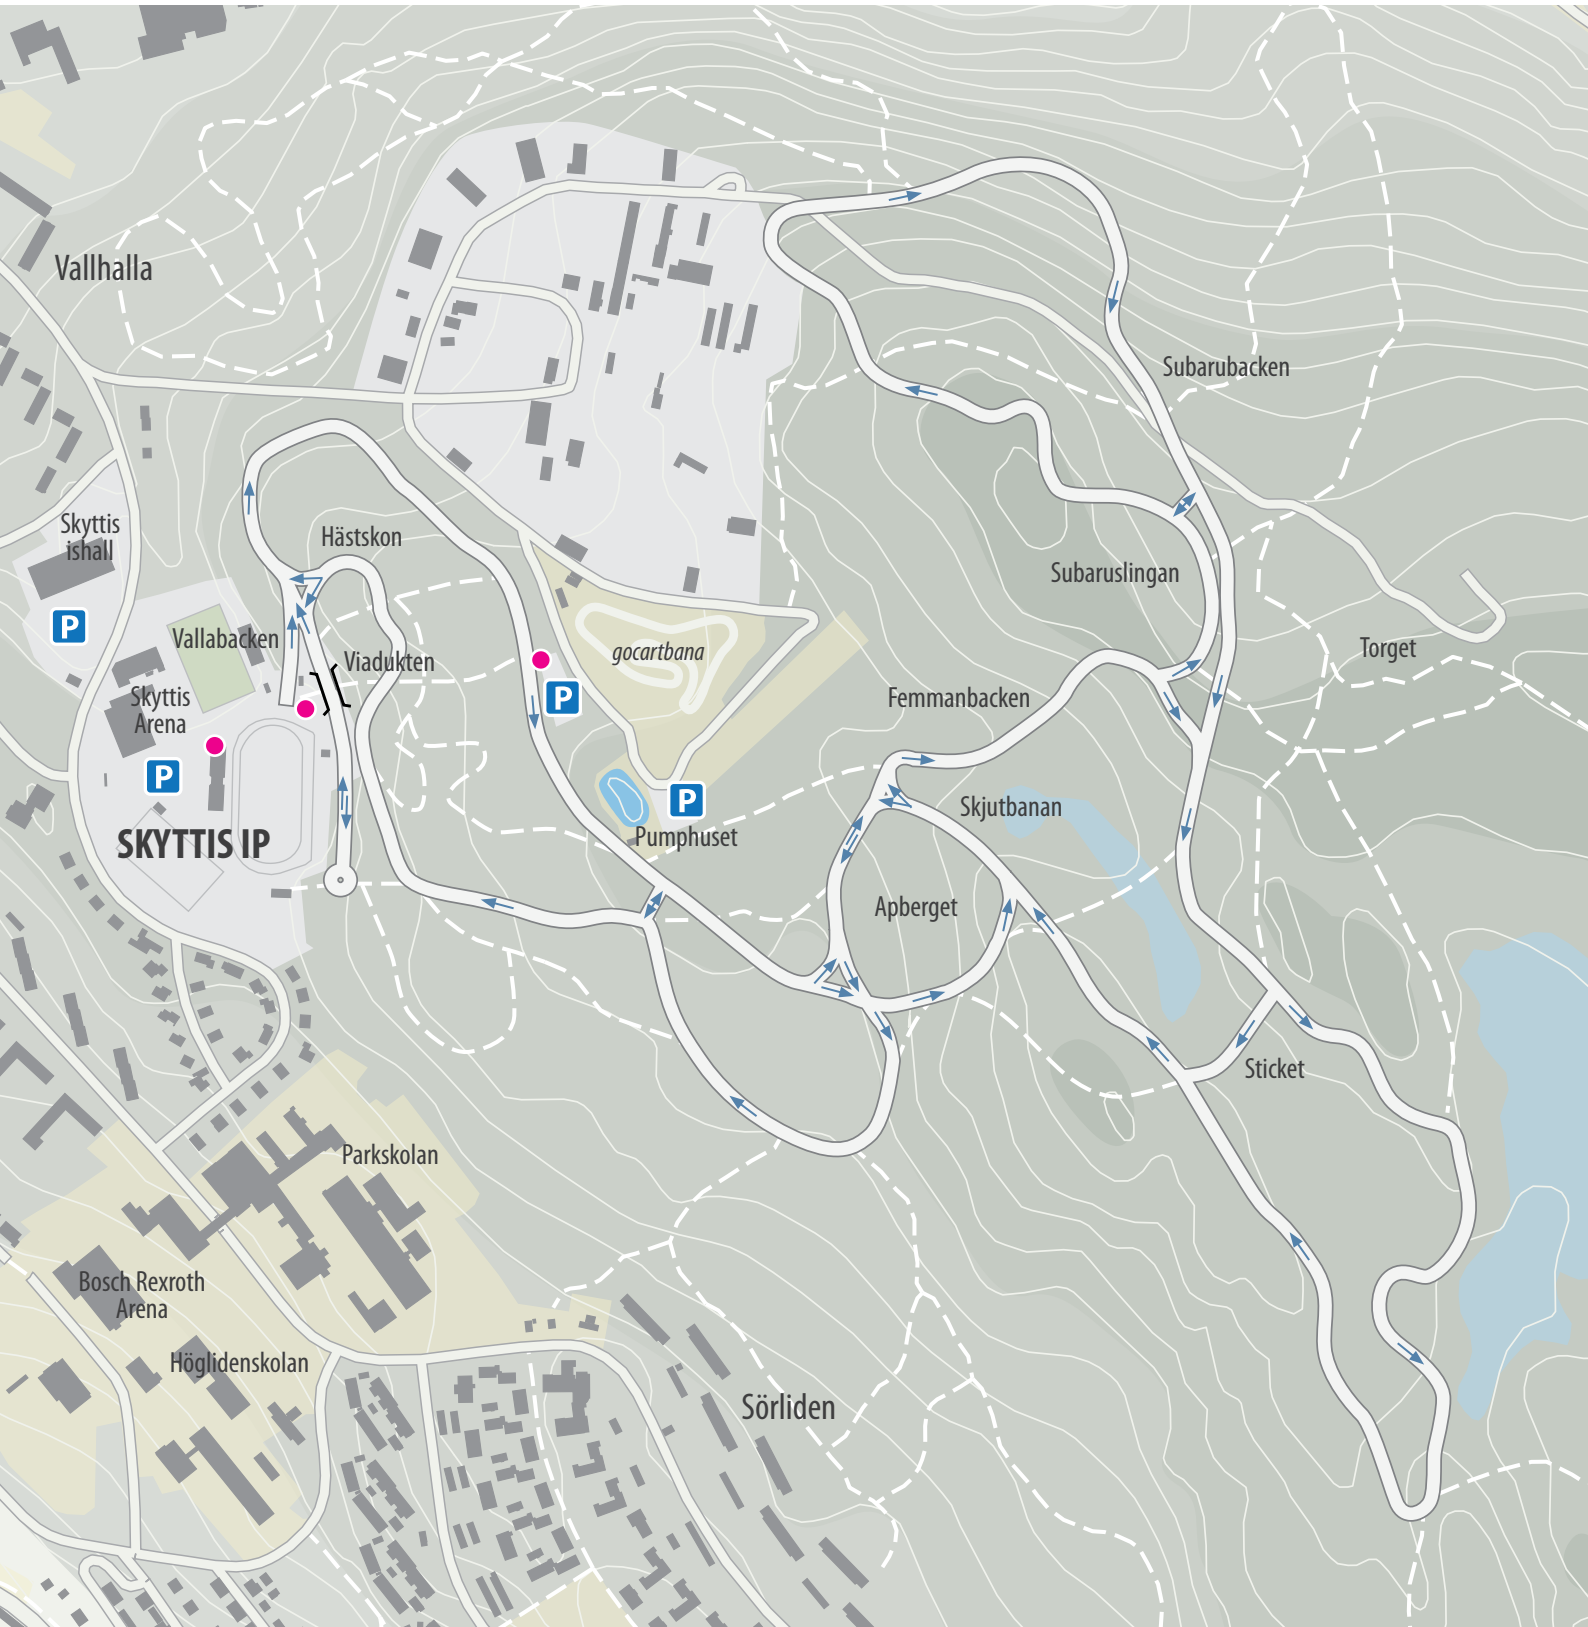 Vallhalla
Subarubacken
Skyttis
ishall
Hästskon
Subaruslingan
P
Vallabacken
Viadukten
gocartbana
Torget
Skyttis
Arena
P
Femmanbacken
P
P
Skjutbanan
SKYTTIS IP
Pumphuset
Apberget
Sticket
Parkskolan
Bosch Rexroth
Arena
Höglidenskolan
Sörliden